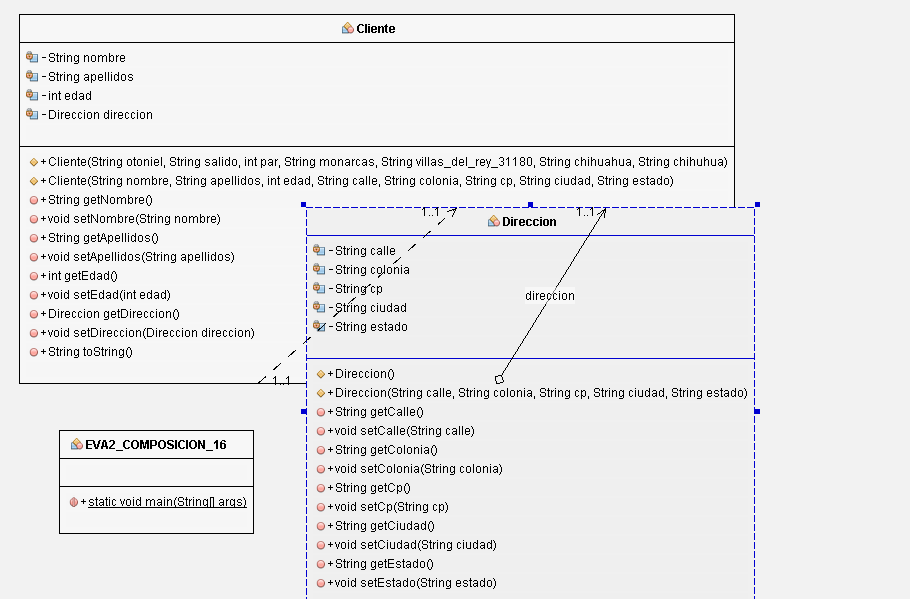 Cliente
-String nombre
-String apellidos
-int edad
-Direccion direccion
+Cliente(String otoniel, String salido, int par, String monarcas, String villas_del_rey_31180, String chihuahua, String chihuhua)
+Cliente(String nombre, String apellidos, int edad, String calle, String colonia, String cp, String ciudad, String estado)
+String getNombre()
+void setNombre(String nombre)
+String getApellidos()
+void setApellidos(String apellidos)
+int getEdad()
+void setEdad(int edad)
+Direccion getDireccion()
+void setDireccion(Direccion direccion)
+String toString()
1..1
1..1
1..1
Direccion
-String calle
-String colonia
-String cp
-String ciudad
-String estado
direccion
+Direccion()
+Direccion(String calle, String colonia, String cp, String ciudad, String estado)
+String getCalle()
+void setCalle(String calle)
+String getColonia()
+void setColonia(String colonia)
+String getCp()
+void setCp(String cp)
+String getCiudad()
+void setCiudad(String ciudad)
+String getEstado()
+void setEstado(String estado)
EVA2_COMPOSICION_16
+static void main(String[] args)